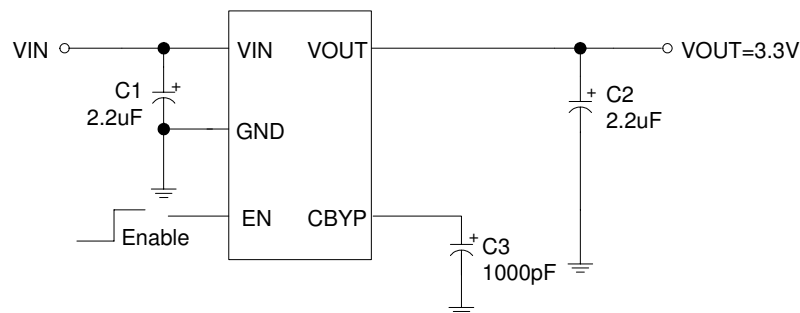 VIN
VIN
VOUT
VOUT=3.3V
C1
2.2uF
+
C2
2.2uF
+
GND
EN
CBYP
Enable
C3
1000pF
+